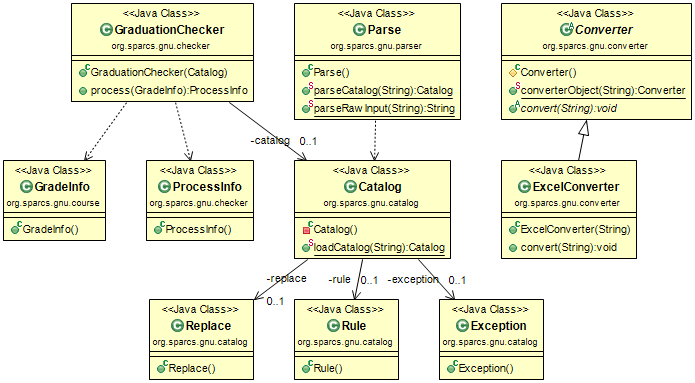 <<Java Class>>
GraduationChecker
org.sparcs.gnu.checker
GraduationChecker(Catalog)
process(GradeInfo):ProcessInfo
<<Java Class>>
Parse
org.sparcs.gnu.parser
Parse()
parseCatalog(String):Catalog
parseRawInput(String):String
<<Java Class>>
Converter
org.sparcs.gnu.converter
Converter()
converterObject(String):Converter
convert(String):void
-catalog 0..1
<<Java Class>>
GradeInfo
org.sparcs.gnu.course
GradeInfo()
<<Java Class>>
ProcessInfo
org.sparcs.gnu.checker
ProcessInfo()
<<Java Class>>
Catalog
org.sparcs.gnu.catalog
Catalog()
loadCatalog(String):Catalog
<<Java Class>>
ExcelConverter
org.sparcs.gnu.converter
ExcelConverter(String)
convert(String):void
-replace
0..1
-rule 0..1
-exception 0..1
<<Java Class>>
Replace
org.sparcs.gnu.catalog
Replace()
<<Java Class>>
Rule
org.sparcs.gnu.catalog
Rule()
<<Java Class>>
Exception
org.sparcs.gnu.catalog
Exception()